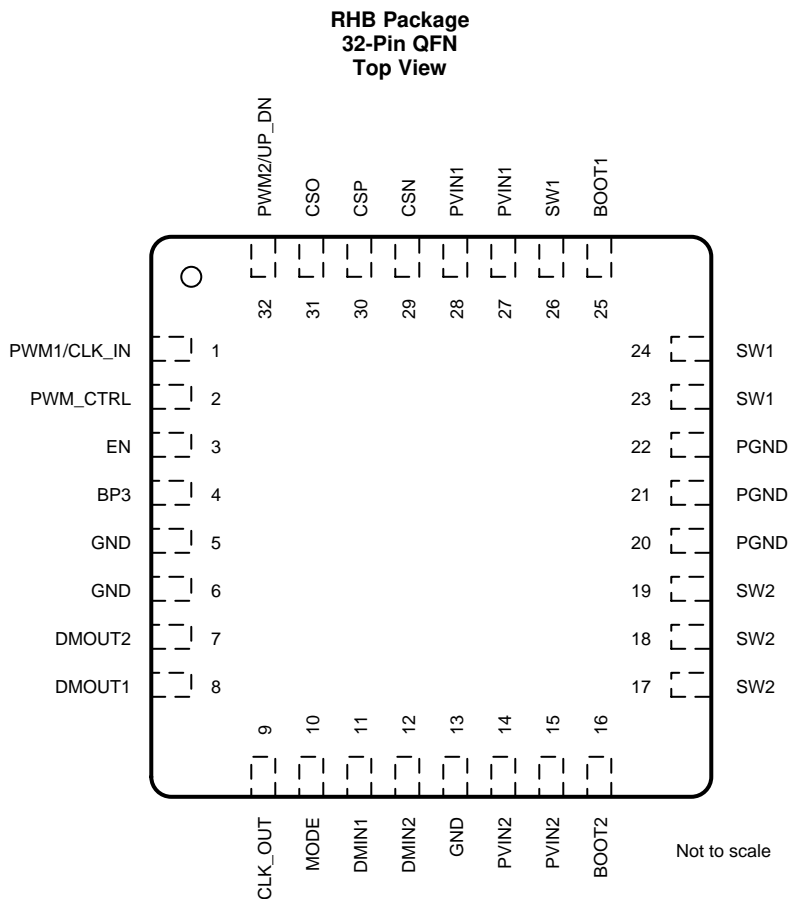 RHB Package
32-Pin QFN
Top View
PWM2/UP_DN
CSO
CSP
CSN
PVIN1
PVIN1
SW1
BOOT1
32
31
30
29
28
27
26
25
PWM1/CLK_IN 1
PWM_CTRL 2
EN 3
BP3 4
GND 5
GND 6
DMOUT2 7
DMOUT1 8
24 SW1
23 SW1
22 PGND
21 PGND
20 PGND
19 SW2
18 SW2
17 SW2
9
10
11
12
13
14
15
16
CLK_OUT
MODE
DMIN1
DMIN2
GND
PVIN2
PVIN2
BOOT2
Not to scale